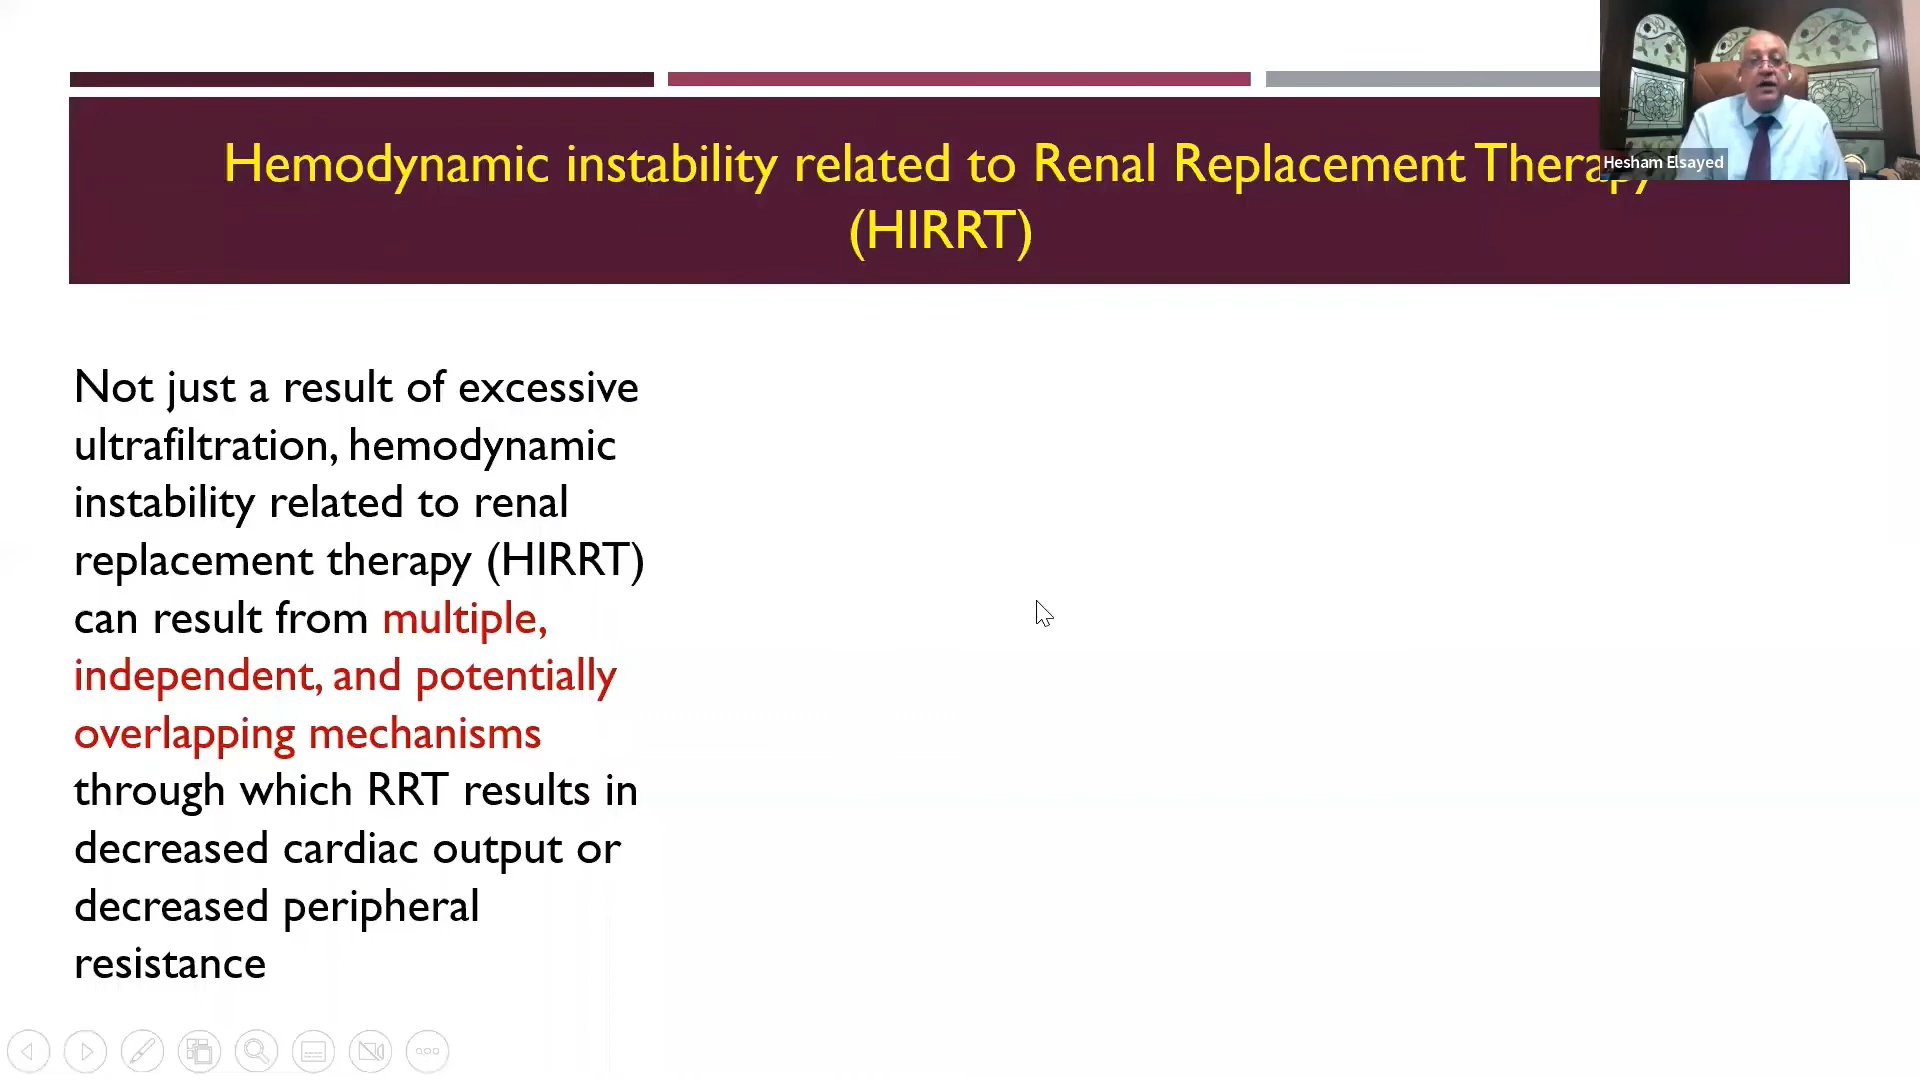 Hemodynamic instability related to Renal Replacement Therapy
(HIRRT)
Hesham Elsayed
Not just a result of excessive
ultrafiltration, hemodynamic
instability related to renal
replacement therapy (HIRRT)
can result from multiple,
independent, and potentially
overlapping mechanisms
through which RRT results in
decreased cardiac output or
decreased peripheral
resistance